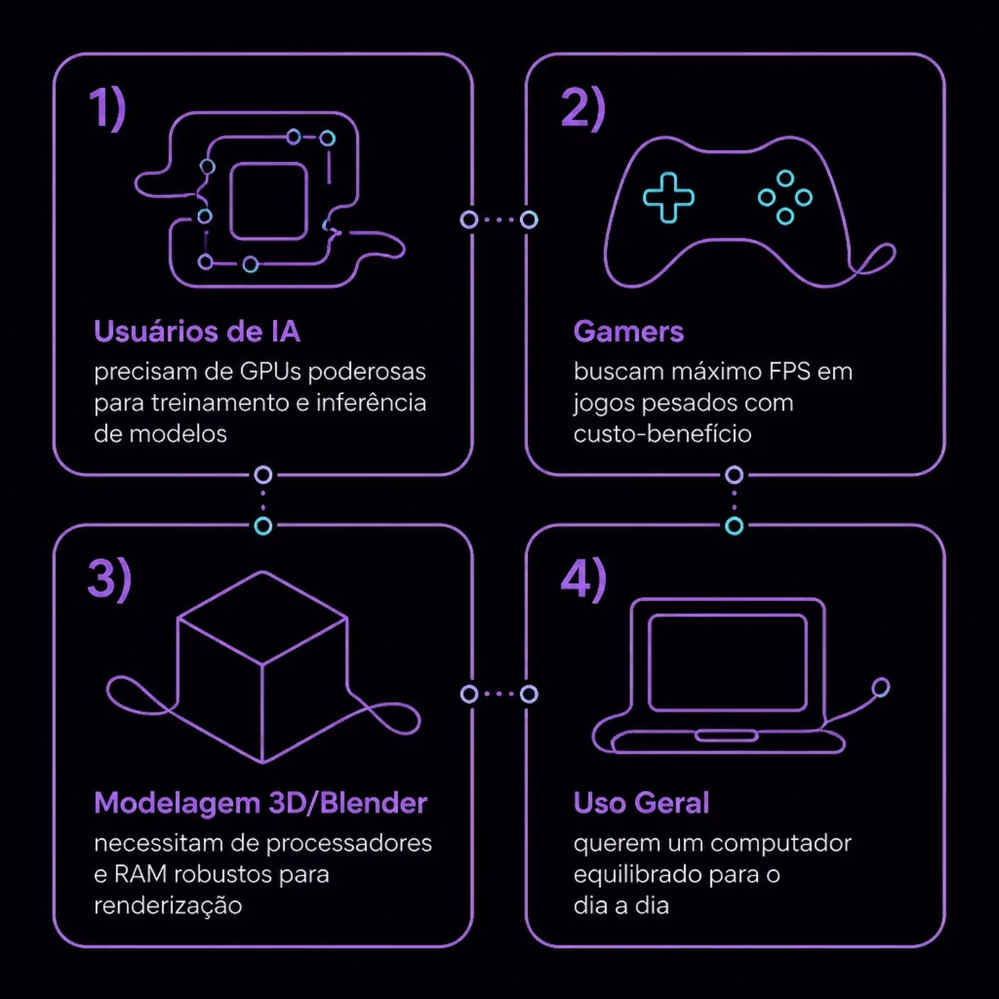 1)
Usuários de IA
precisam de GPUs poderosas
para treinamento e inferência
de modelos
2)
Gamers
buscam máximo FPS em
jogos pesados com
custo-benefício
3)
Modelagem 3D/Blender
necessitam de processadores
e RAM robustos para
renderização
4)
Uso Geral
querem um computador
equilibrado para o
dia a dia